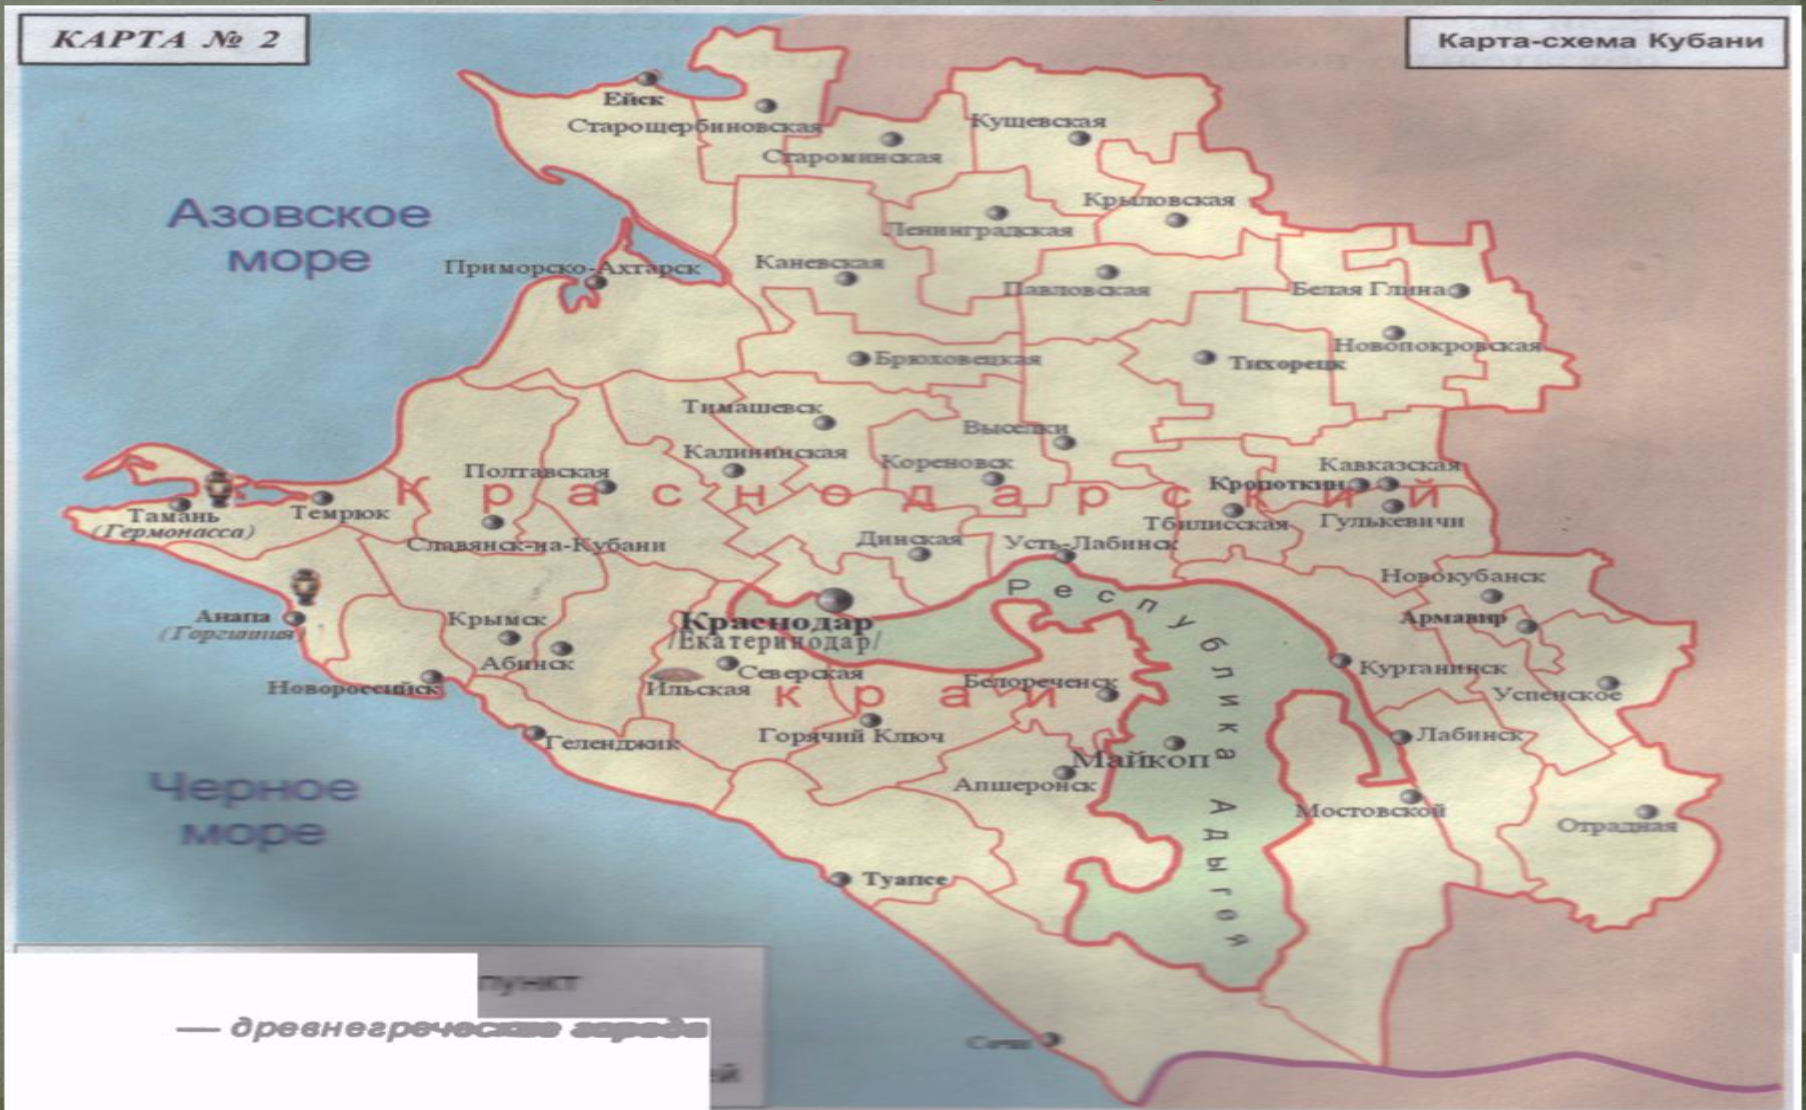 КАРТА № 2
Карта-схема Кубани
Ейск
Старощербиновская
Кущевская
Староминская
Азовское
море
Крыловская
Ленинградская
Приморско-Ахтарск
Каневская
Павловская
Белая Глина
Новопокровская
Брюховецкая
Тихорецк
Тимашевск
Выселки
Калининская
Кореновск
Кавказская
Полтавская
Кропоткин
Краснодарский
Тамань
(Гермонасса)
Темрюк
Тбилисская
Гулькевичи
Славянск-на-Кубани
Динская
Усть-Лабинск
Новокубанск
Республика Адыгея
Анапа
(Горгиппия)
Крымск
Краснодар
/Екатеринодар/
Армавир
Абинск
Северская
Курганинск
Новороссийск
Ильская
Белореченск
Успенское
край
Геленджик
Горячий Ключ
Лабинск
Майкоп
Черное
море
Апшеронск
Мостовской
Отрадная
Туапсе
Сочи
пункт
— древнегреческие города
ей